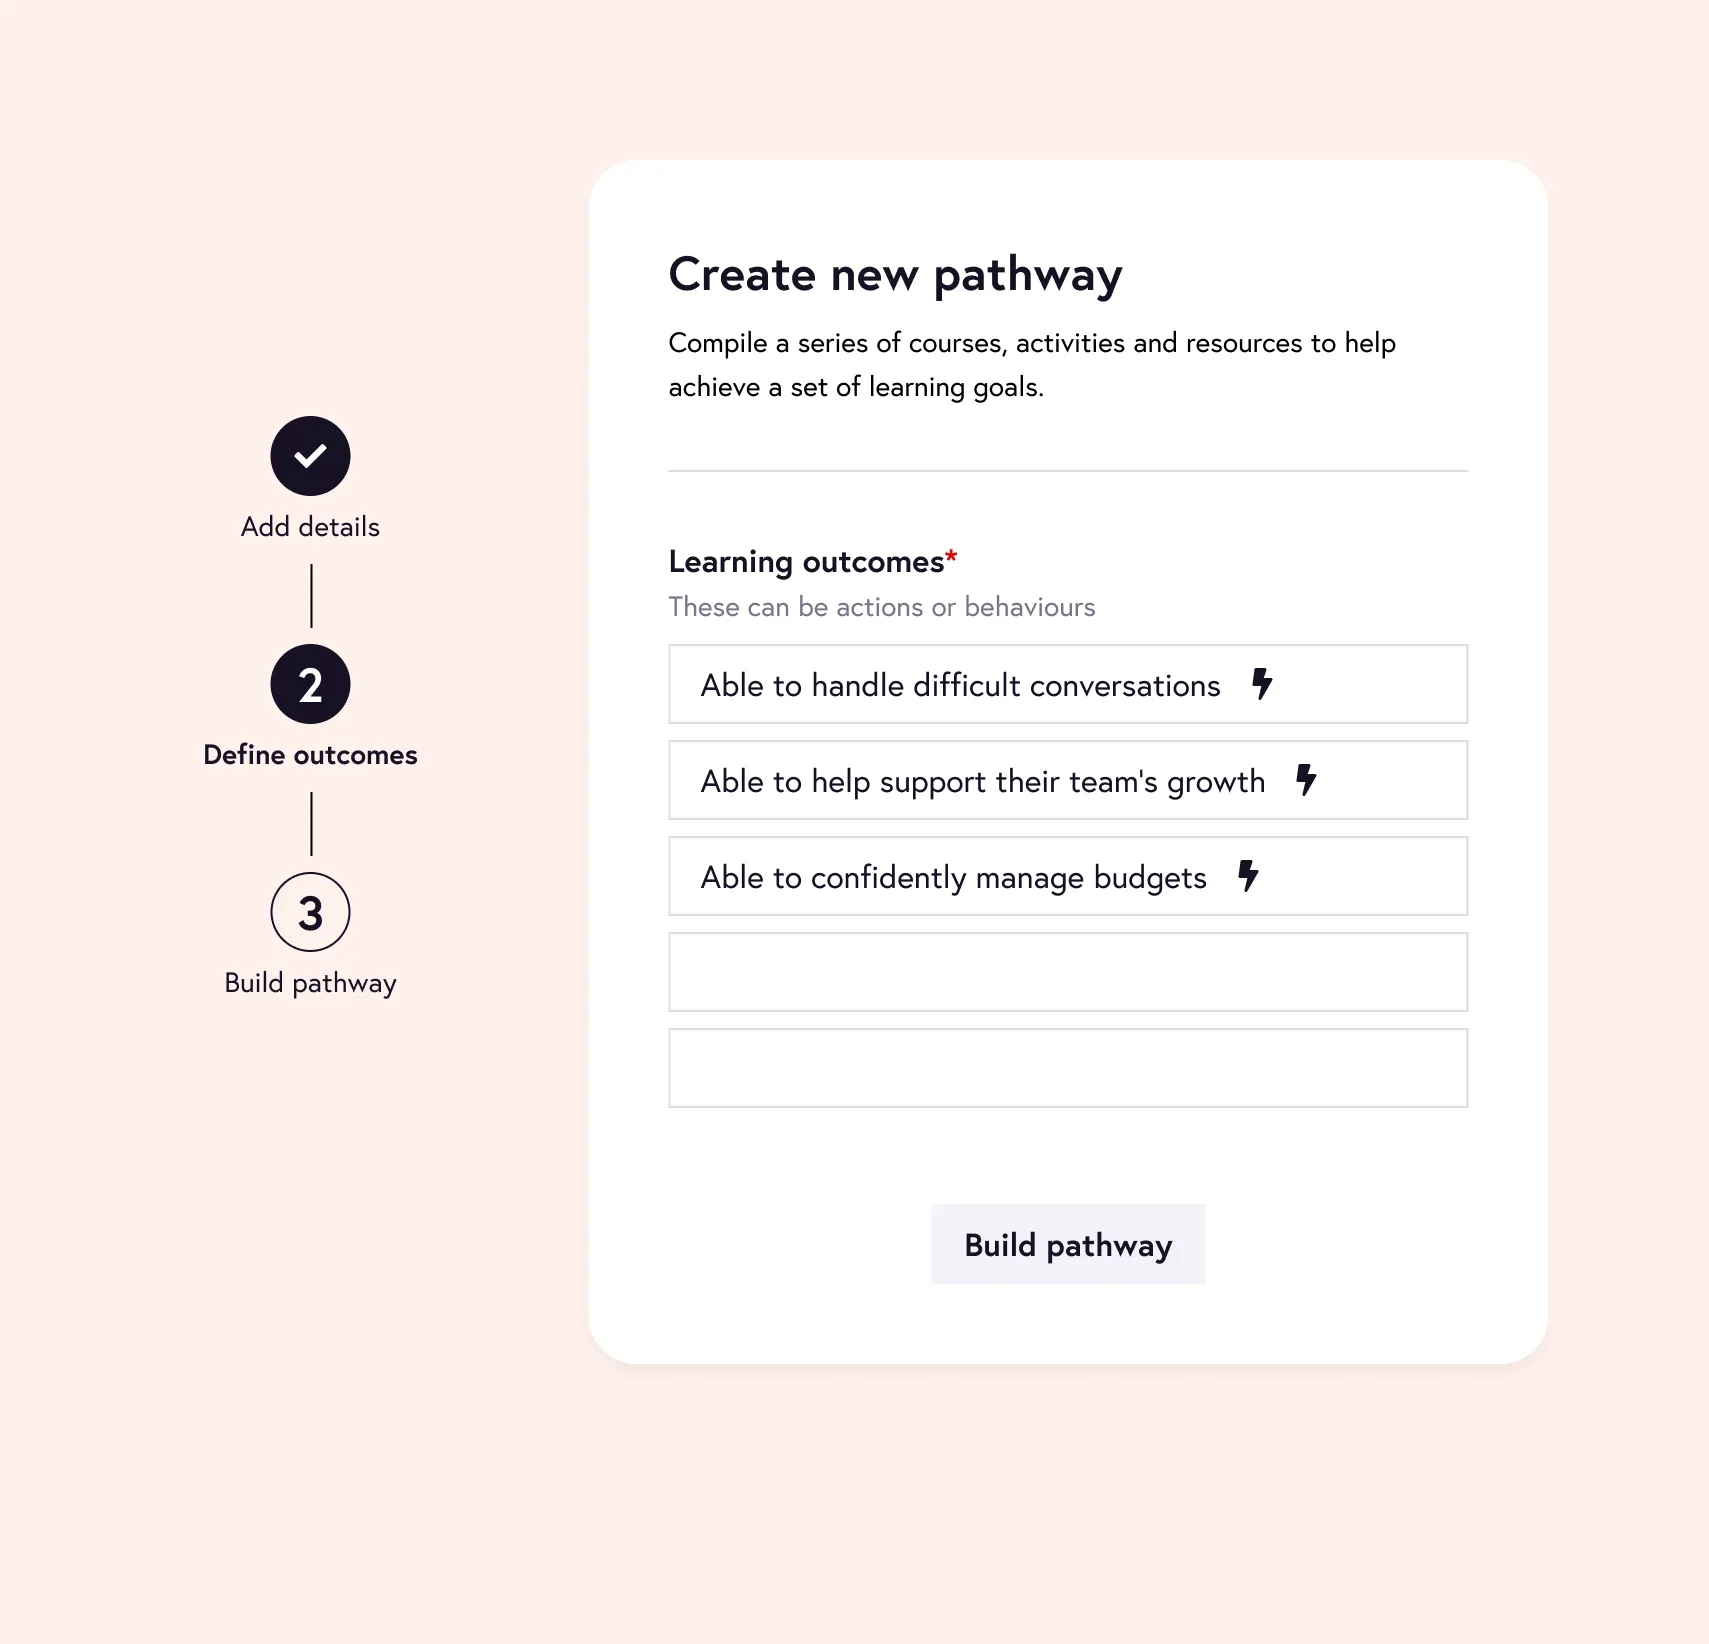 Add details
2
Define outcomes
3
Build pathway
Create new pathway
Compile a series of courses, activities and resources to help
achieve a set of learning goals.
Learning outcomes*
These can be actions or behaviours
Able to handle difficult conversations
Able to help support their team's growth
Able to confidently manage budgets
Build pathway